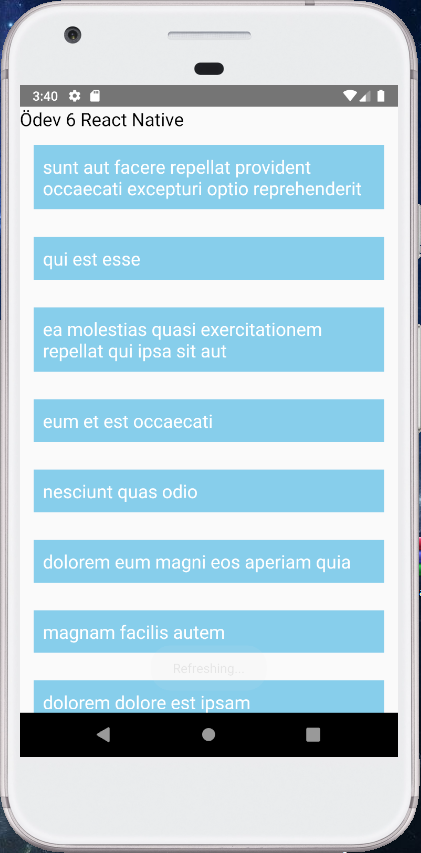 3:40
Ödev 6 React Native
sunt aut facere repellat provident
occaecati excepturi optio reprehenderit
qui est esse
ea molestias quasi exercitationem
repellat qui ipsa sit aut
eum et est occaecati
nesciunt quas odio
dolorem eum magni eos aperiam quia
magnam facilis autem
Refreshing...
dolorem dolore est ipsam